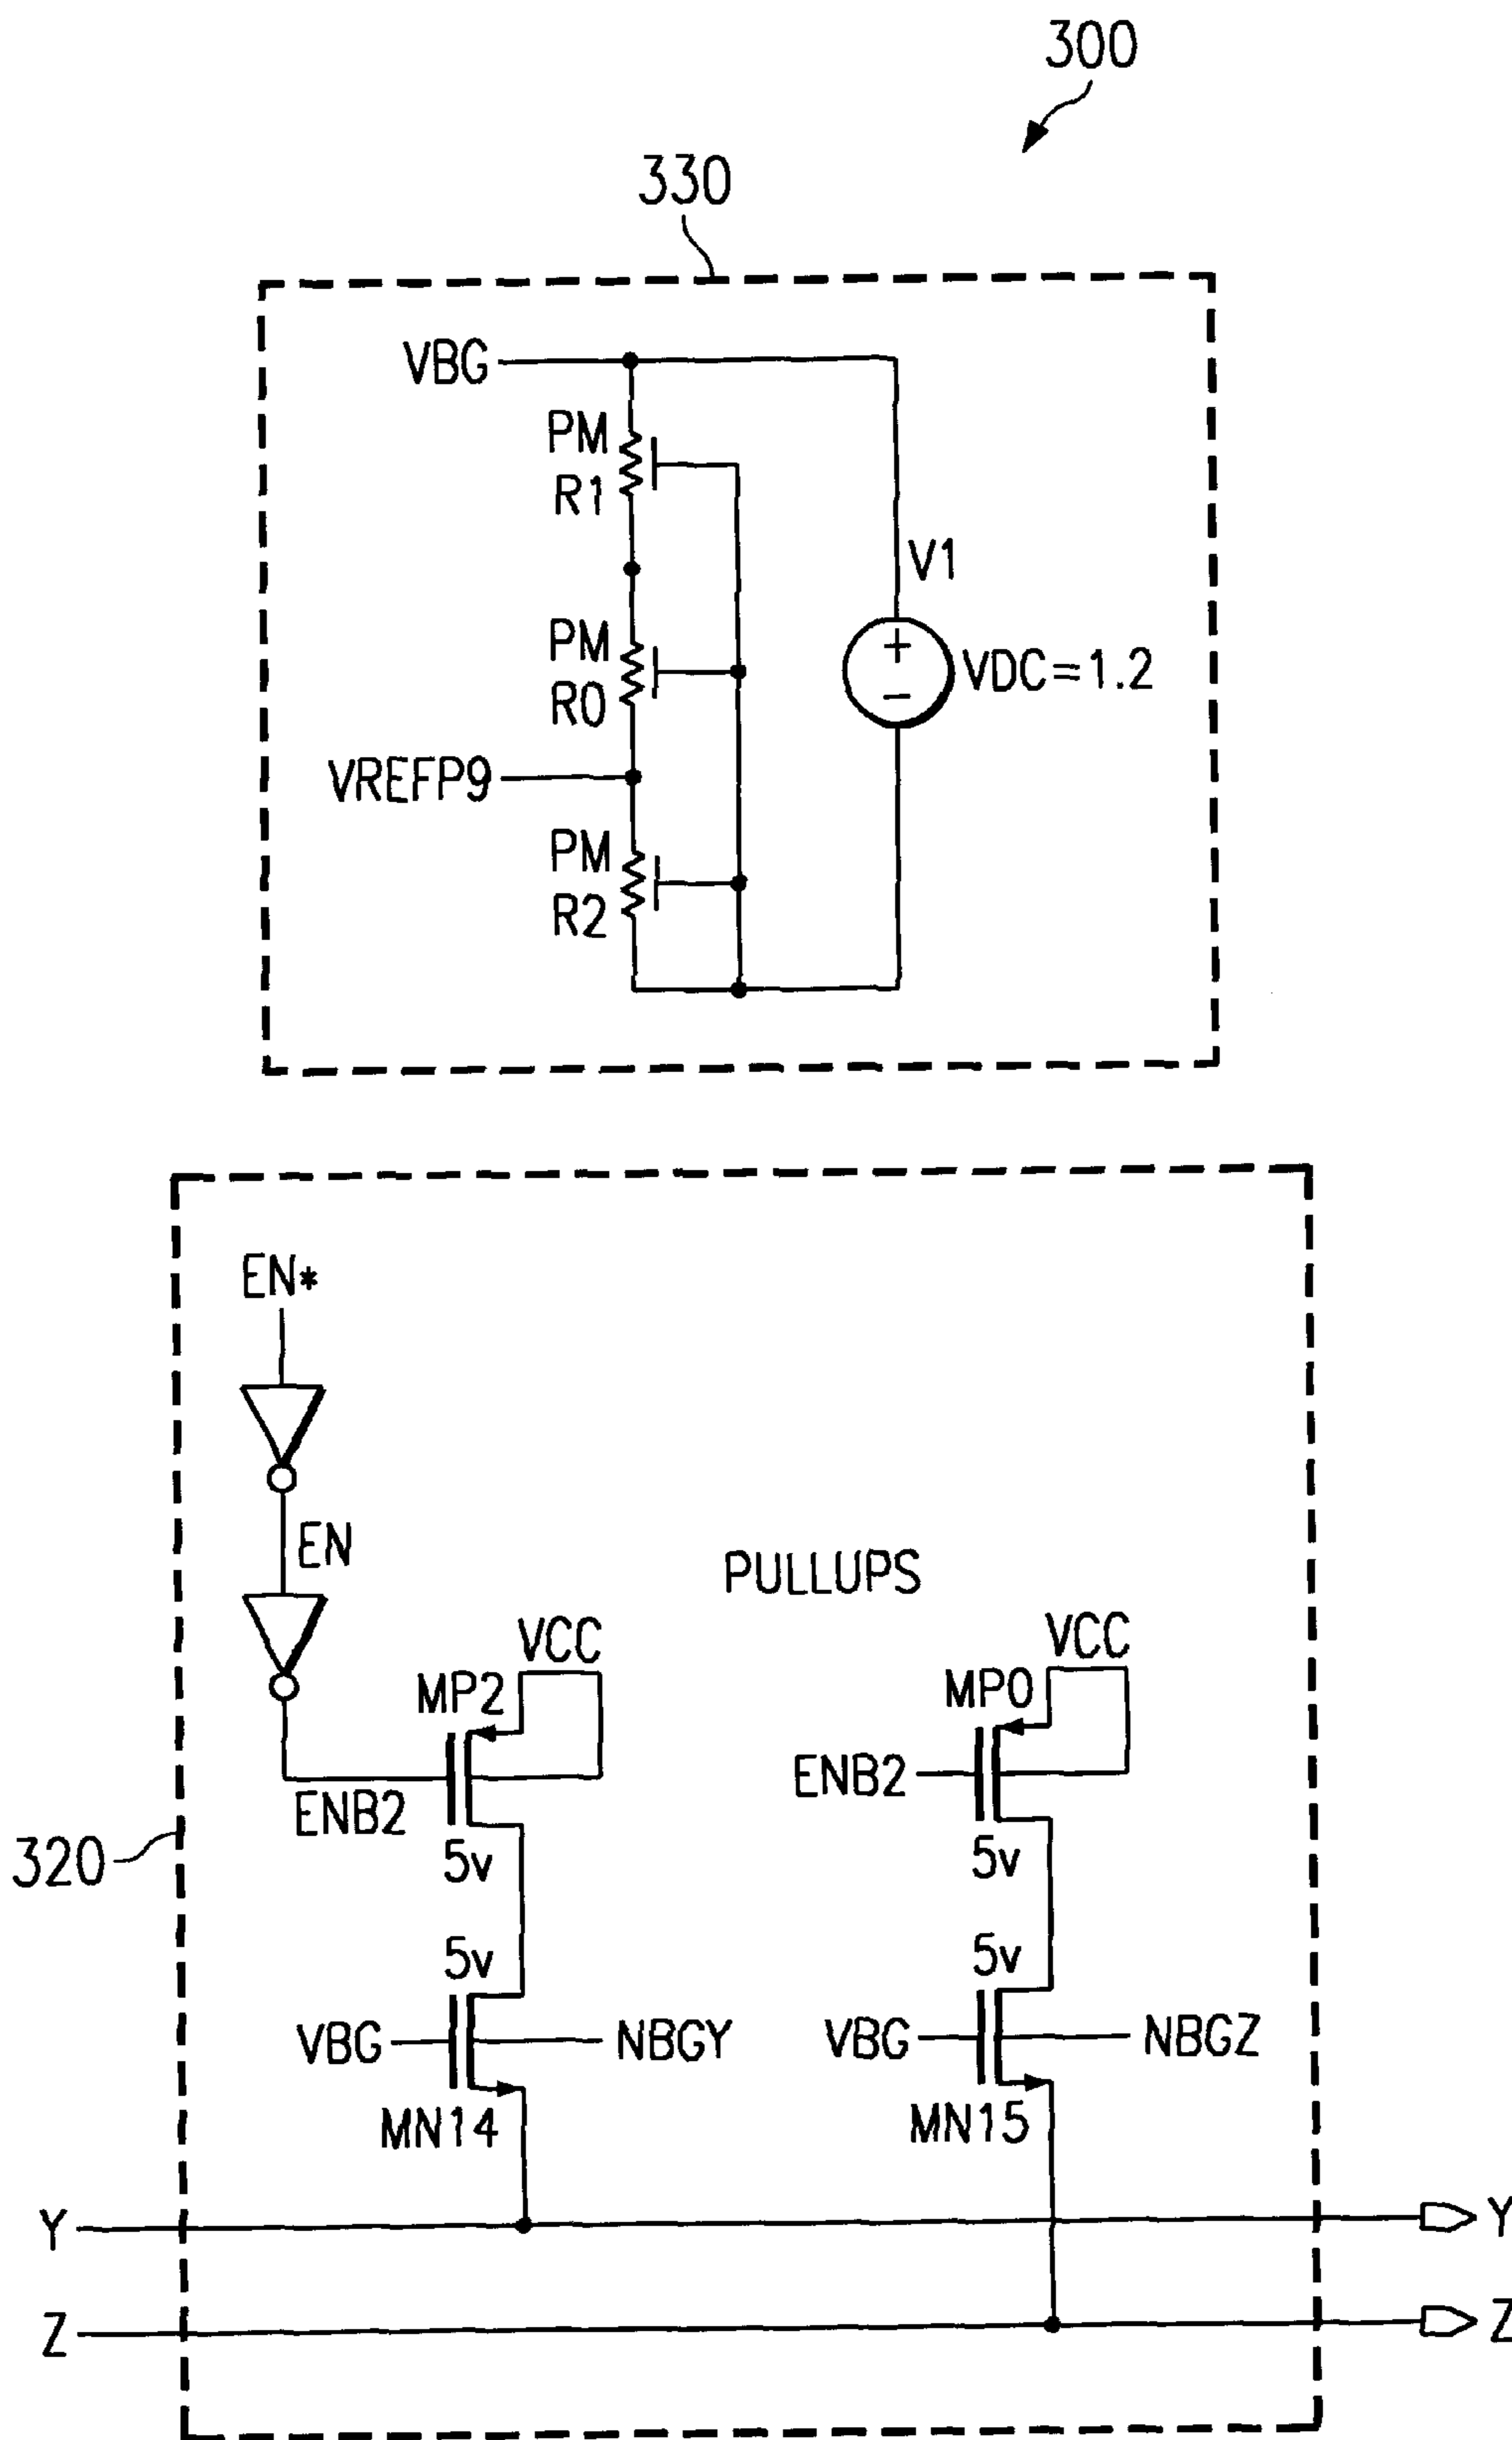 300
330
VBG
PM
R1
V1
PM
R0
VDC=1.2
VREFP9
PM
R2
EN*
EN
PULLUPS
VCC
VCC
MP2
MP0
ENB2
ENB2
320
5v
5v
5v
5v
VBG
NBGY
VBG
NBGZ
MN14
MN15
Y
Y
Z
Z